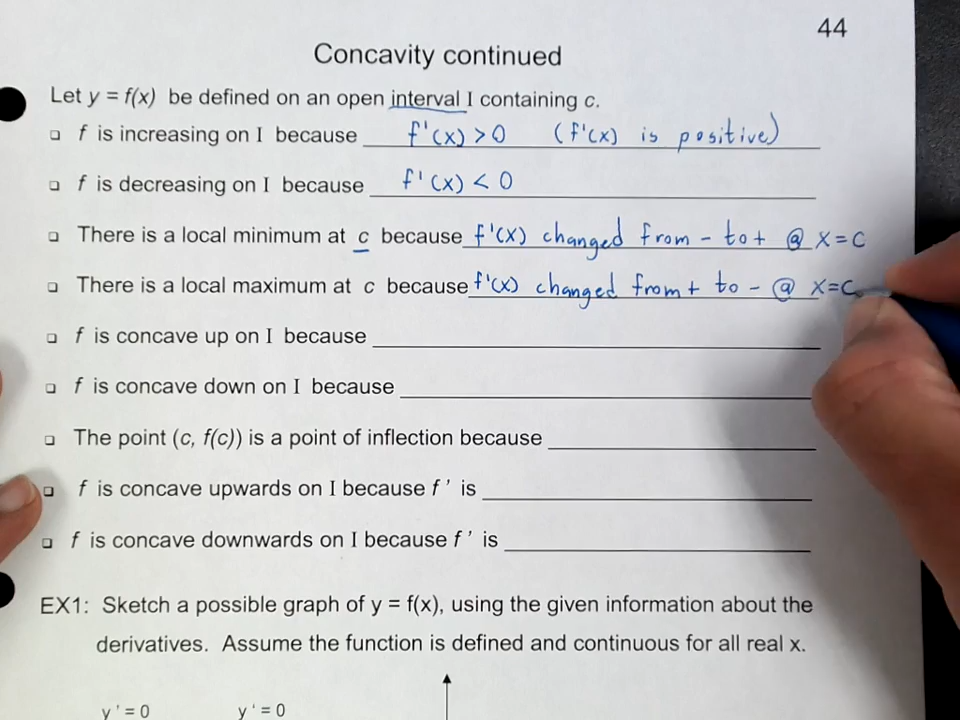 44
Concavity continued
Let y = f(x) be defined on an open interval I containing c.
❑ f is increasing on I because f'(x) > 0 (f'(x) is positive)
❑ f is decreasing on I because f'(x) < 0
❑ There is a local minimum at c because f'(x) changed from - to + @ x=c
❑ There is a local maximum at c because f'(x) changed from + to - @ x=c
❑ f is concave up on I because
❑ f is concave down on I because
❑ The point (c, f(c)) is a point of inflection because
❑ f is concave upwards on I because f ' is
❑ f is concave downwards on I because f ' is
EX1: Sketch a possible graph of y = f(x), using the given information about the
derivatives. Assume the function is defined and continuous for all real x.
y ' = 0 y ' = 0